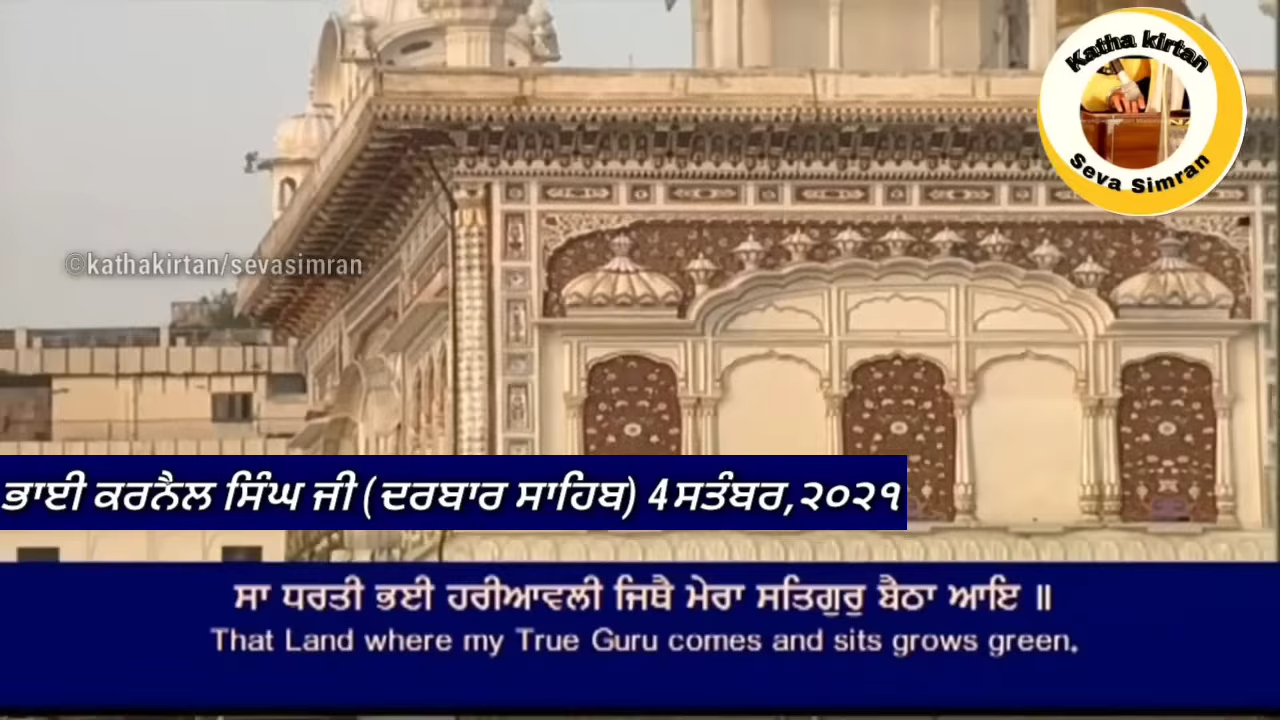 Katha kirtan
Seva Simran
©kathakirtan/sevasimran
ਭਾਈ ਕਰਨੈਲ ਸਿੰਘ ਜੀ (ਦਰਬਾਰ ਸਾਹਿਬ) 4 ਸਤੰਬਰ,੨੦੨੧
ਸਾ ਧਰਤੀ ਭਈ ਹਰੀਆਵਲੀ ਜਿਥੈ ਮੇਰਾ ਸਤਿਗੁਰੁ ਬੈਠਾ ਆਇ ॥
That Land where my True Guru comes and sits grows green.